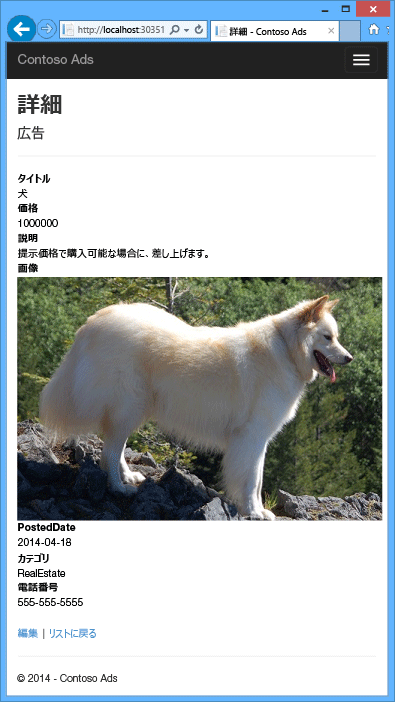 http://localhost:30351
詳細 - Contoso Ads
Contoso Ads
詳細
広告
タイトル
犬
価格
1000000
説明
提示価格で購入可能な場合に、差し上げます。
画像
PostedDate
2014-04-18
カテゴリ
RealEstate
電話番号
555-555-5555
編集 | リストに戻る
© 2014 - Contoso Ads